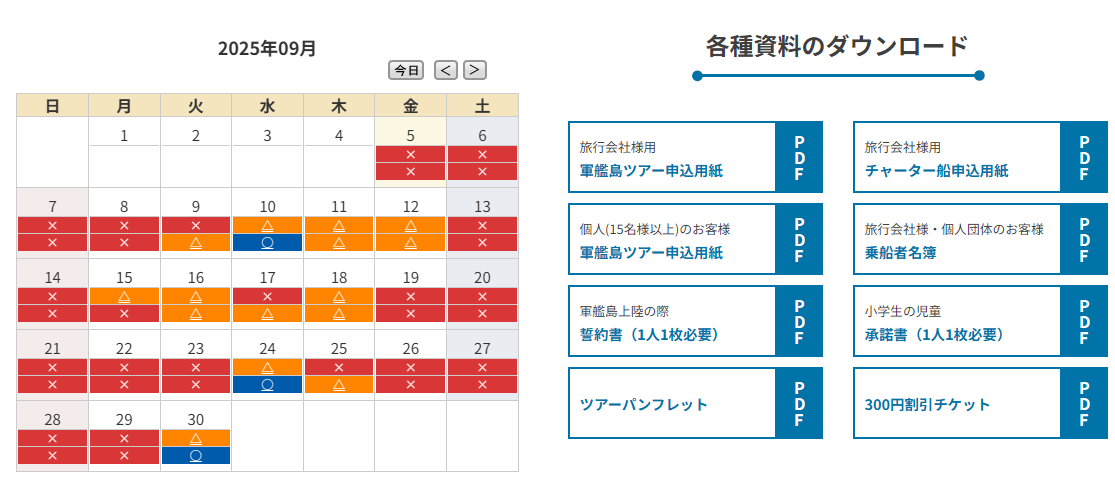 2025年09月
今日 < >
日 月 火 水 木 金 土
1 2 3 4 5 6
× ×
× ×
7 8 9 10 11 12 13
× × × △ △ △ ×
× × △ ○ △ △ ×
14 15 16 17 18 19 20
× △ △ × △ × ×
× × △ △ △ × ×
21 22 23 24 25 26 27
× × × △ × × ×
× × × ○ △ × ×
28 29 30
× × △
× × ○
各種資料のダウンロード
旅行会社様用
軍艦島ツアー申込用紙
PDF
旅行会社様用
チャーター船申込用紙
PDF
個人(15名様以上)のお客様
軍艦島ツアー申込用紙
PDF
旅行会社様・個人団体のお客様
乗船者名簿
PDF
軍艦島上陸の際
誓約書（1人1枚必要）
PDF
小学生の児童
承諾書（1人1枚必要）
PDF
ツアーパンフレット
PDF
300円割引チケット
PDF